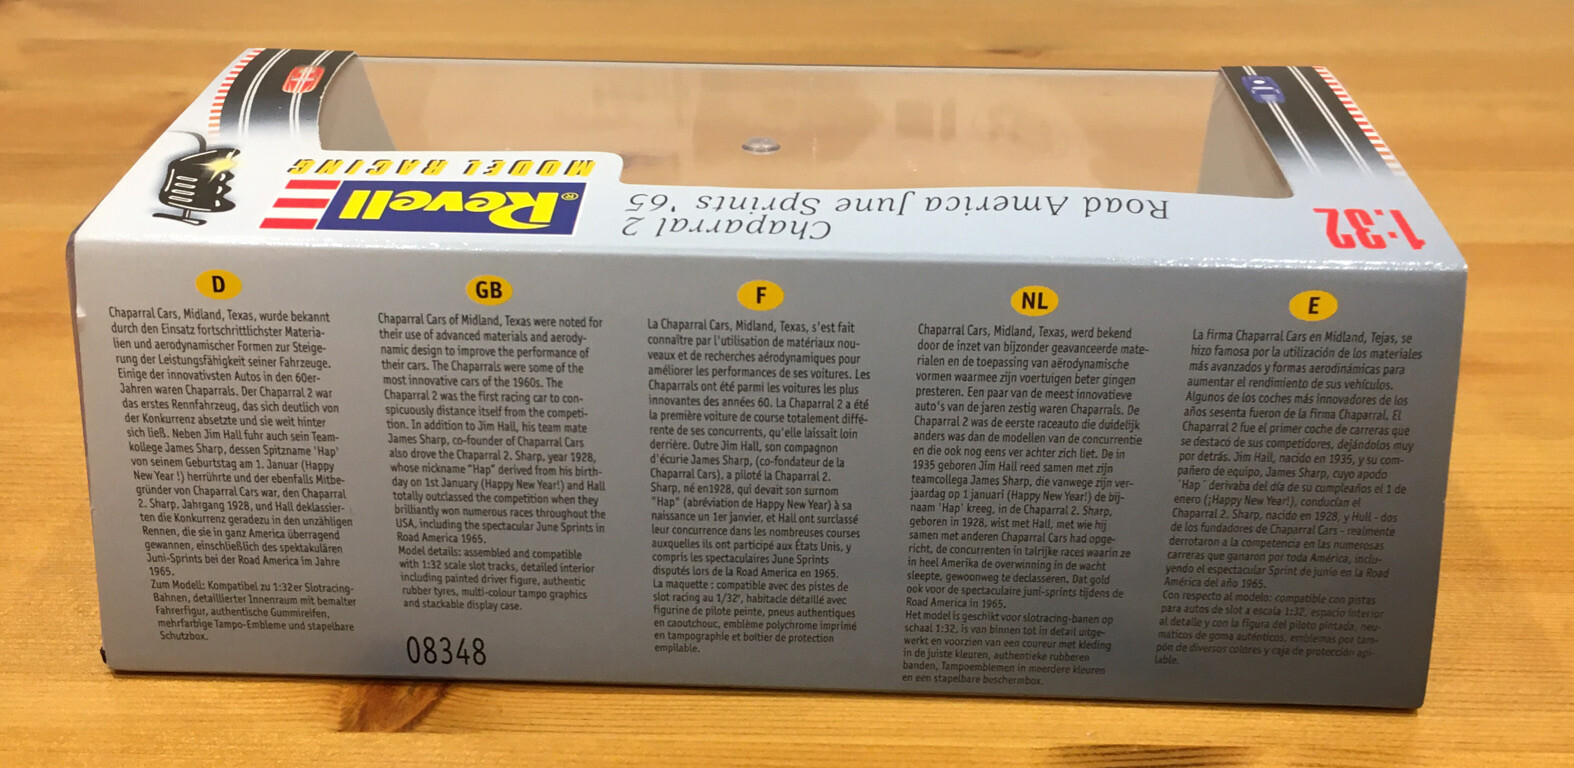 1:32
Chaparral 2
Road America June Sprints '65
Revell®
MODEL RACING
D
Chaparral Cars, Midland, Texas, wurde bekannt
durch den Einsatz fortschrittlichster Materia-
lien und aerodynamischer Formen zur Steige-
rung der Leistungsfähigkeit seiner Fahrzeuge.
Einige der innovativsten Autos in den 60er-
Jahren waren Chaparrals. Der Chaparral 2 war
das erstes Rennfahrzeug, das sich deutlich von
der Konkurrenz absetzte und sie weit hinter
sich ließ. Neben Jim Hall fuhr auch sein Team-
kollege James Sharp, dessen Spitzname 'Hap'
von seinem Geburtstag am 1. Januar (Happy
New Year!) herrührte und der ebenfalls Mitbe-
gründer von Chaparral Cars war, den Chaparral
2. Sharp, Jahrgang 1928, und Hall deklassier-
ten die Konkurrenz geradezu in den unzähligen
Rennen, die sie in ganz America überragend
gewannen, einschließlich des spektakulären
Juni-Sprints bei der Road America im Jahre
1965.
Zum Modell: Kompatibel zu 1:32er Slotracing-
Bahnen, detaillierter Innenraum mit bemalter
Fahrerfigur, authentische Gummireifen,
mehrfarbige Tampo-Embleme und stapelbare
Schutzbox.
GB
Chaparral Cars of Midland, Texas were noted for
their use of advanced materials and aerody-
namic design to improve the performance of
their cars. The Chaparrals were some of the
most innovative cars of the 1960s. The
Chaparral 2 was the first racing car to con-
spicuously distance itself from the competi-
tion. In addition to Jim Hall, his team mate
James Sharp, co-founder of Chaparral Cars
also drove the Chaparral 2. Sharp, year 1928,
whose nickname "Hap" derived from his birth-
day on 1st January (Happy New Year!) and Hall
totally outclassed the competition when they
brilliantly won numerous races throughout the
USA, including the spectacular June Sprints in
Road America 1965.
Model details: assembled and compatible
with 1:32 scale slot tracks, detailed interior
including painted driver figure, authentic
rubber tyres, multi-colour tampo graphics
and stackable display case.
08348
F
La Chaparral Cars, Midland, Texas, s'est fait
connaître par l'utilisation de matériaux nou-
veaux et de recherches aérodynamiques pour
améliorer les performances de ses voitures. Les
Chaparrals ont été parmi les voitures les plus
innovantes des années 60. La Chaparral 2 a été
la première voiture de course totalement diffé-
rente de ses concurrents, qu'elle laissait loin
derrière. Outre Jim Hall, son compagnon
d'écurie James Sharp, (co-fondateur de la
Chaparral Cars), a piloté la Chaparral 2.
Sharp, né en1928, qui devait son surnom
"Hap" (abréviation de Happy New Year) à sa
naissance un 1er janvier, et Hall ont surclassé
leur concurrence dans les nombreuses courses
auxquelles ils ont participé aux États Unis, y
compris les spectaculaires June Sprints
disputés lors de la Road America en 1965.
La maquette : compatible avec des pistes de
slot racing au 1/32°, habitacle détaillé avec
figurine de pilote peinte, pneus authentiques
en caoutchouc, emblème polychrome imprimé
en tampographie et boîtier de protection
empilable.
NL
Chaparral Cars, Midland, Texas, werd bekend
door de inzet van bijzonder geavanceerde mate-
rialen en de toepassing van aërodynamische
vormen waarmee zijn voertuigen beter gingen
presteren. Een paar van de meest innovatieve
auto's van de jaren zestig waren Chaparrals. De
Chaparral 2 was de eerste raceauto die duidelijk
anders was dan de modellen van de concurrentie
en die ook nog eens ver achter zich liet. De in
1935 geboren Jim Hall reed samen met zijn
teamcollega James Sharp, die vanwege zijn ver-
jaardag op 1 januari (Happy New Year!) de bij-
naam 'Hap' kreeg, in de Chaparral 2. Sharp,
geboren in 1928, wist met Hall, met wie hij
samen met anderen Chaparral Cars had opge-
richt, de concurrenten in talrijke races waarin ze
in heel Amerika de overwinning in de wacht
sleepte, gewoonweg te declasseren. Dat gold
ook voor de spectaculaire juni-sprints tijdens de
Road America in 1965.
Het model is geschikt voor slotracing-banen op
schaal 1:32, is van binnen tot in detail uitge-
werkt en voorzien van een coureur met kleding
in de juiste kleuren, authentieke rubberen
banden, Tampoemblemen in meerdere kleuren
en een stapelbare beschermbox.
E
La firma Chaparral Cars en Midland, Tejas, se
hizo famosa por la utilización de los materiales
más avanzados y formas aerodinámicas para
aumentar el rendimiento de sus vehículos.
Algunos de los coches más innovadores de los
años sesenta fueron de la firma Chaparral. El
Chaparral 2 fue el primer coche de carreras que
se destacó de sus competidores, dejándolos muy
por detrás. Jim Hall, nacido en 1935, y su com-
pañero de equipo, James Sharp, cuyo apodo
'Hap' derivaba del día de su cumpleaños el 1 de
enero (¡Happy New Year!), conducían el
Chaparral 2. Sharp, nacido en 1928, y Hull - dos
de los fundadores de Chaparral Cars - realmente
derrotaron a la competencia en las numerosas
carreras que ganaron por toda América, inclu-
yendo el espectacular Sprint de junio en la Road
América del año 1965.
Con respecto al modelo: compatible con pistas
para autos de slot a escala 1:32, espacio interior
al detalle y con la figura del piloto pintada, neu-
máticos de goma auténticos, emblemas por tam-
pón de diversos colores y caja de protección api-
lable.